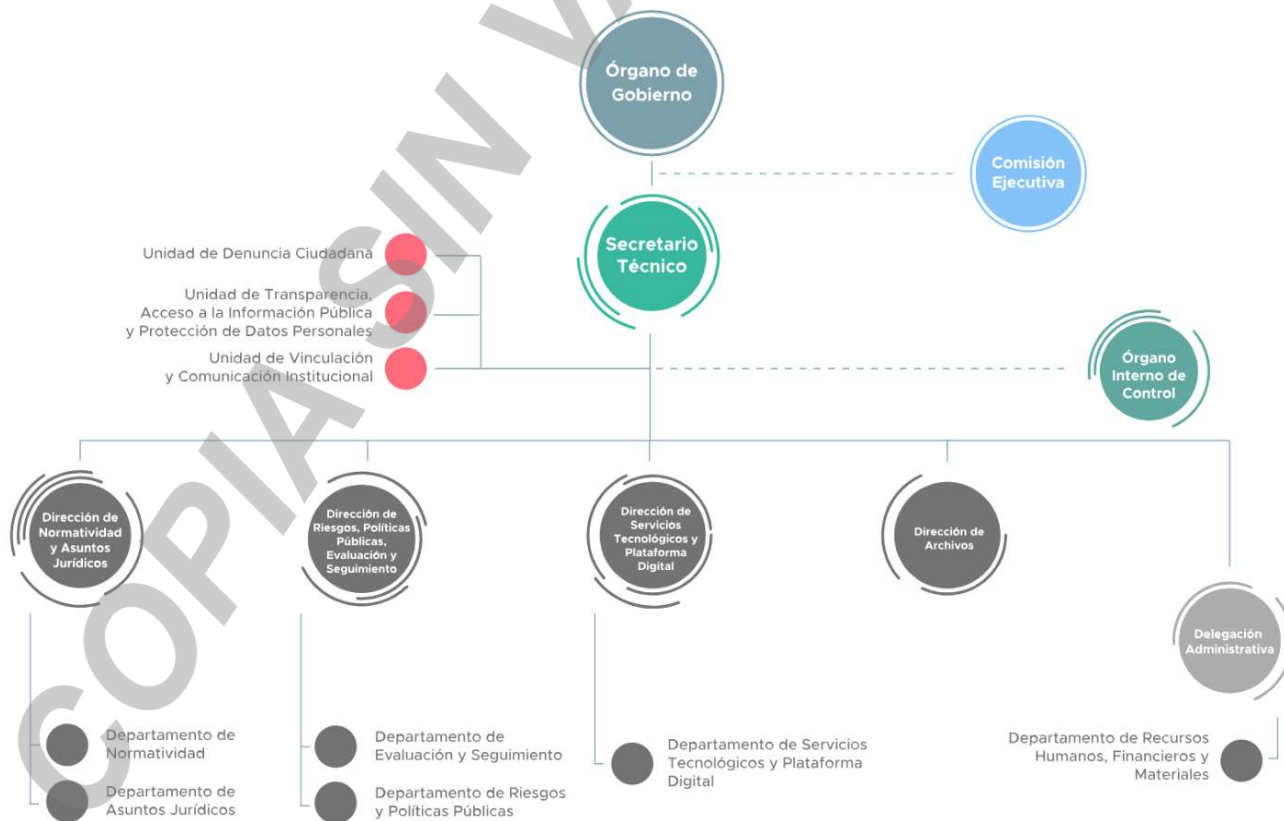 Órgano de
Gobierno
Comisión
Ejecutiva
Secretario
Técnico
Unidad de Denuncia Ciudadana
Unidad de Transparencia,
Acceso a la Información Pública
y Protección de Datos Personales
Unidad de Vinculación
y Comunicación Institucional
Órgano
Interno de
Control
Dirección de
Normatividad
y Asuntos
Jurídicos
Dirección de
Riesgos, Políticas
Públicas,
Evaluación y
Seguimiento
Dirección de
Servicios
Tecnológicos y
Plataforma
Digital
Dirección de
Archivos
Delegación
Administrativa
Departamento de
Normatividad
Departamento de
Asuntos Jurídicos
Departamento de
Evaluación y Seguimiento
Departamento de Riesgos
y Políticas Públicas
Departamento de Servicios
Tecnológicos y Plataforma
Digital
Departamento de Recursos
Humanos, Financieros y
Materiales
COPIA SIN